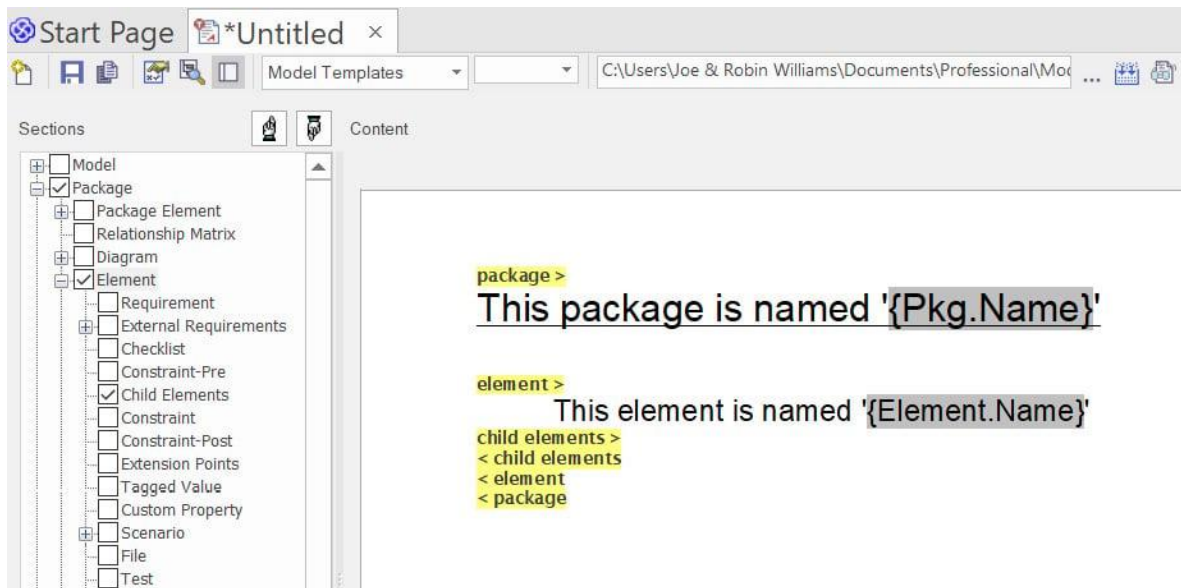 Start Page *Untitled ×
Model Templates C:\Users\Joe & Robin Williams\Documents\Professional\Moc ...
Sections Content
Model
Package
Package Element
Relationship Matrix
Diagram
Element
Requirement
External Requirements
Checklist
Constraint-Pre
Child Elements
Constraint
Constraint-Post
Extension Points
Tagged Value
Custom Property
Scenario
File
Test
package >
This package is named '{Pkg.Name}'
element >
This element is named '{Element.Name}'
child elements >
< child elements
< element
< package